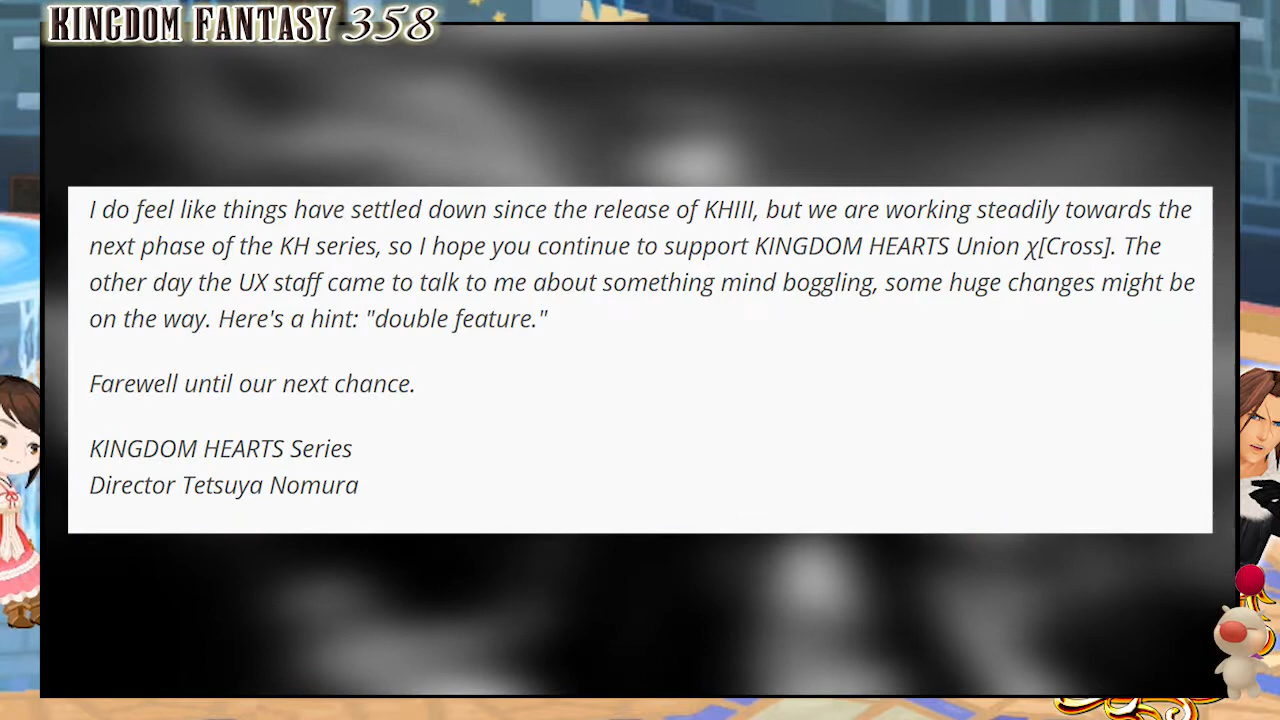 KINGDOM FANTASY 358
I do feel like things have settled down since the release of KHIII, but we are working steadily towards the
next phase of the KH series, so I hope you continue to support KINGDOM HEARTS Union χ[Cross]. The
other day the UX staff came to talk to me about something mind boggling, some huge changes might be
on the way. Here's a hint: "double feature."
Farewell until our next chance.
KINGDOM HEARTS Series
Director Tetsuya Nomura